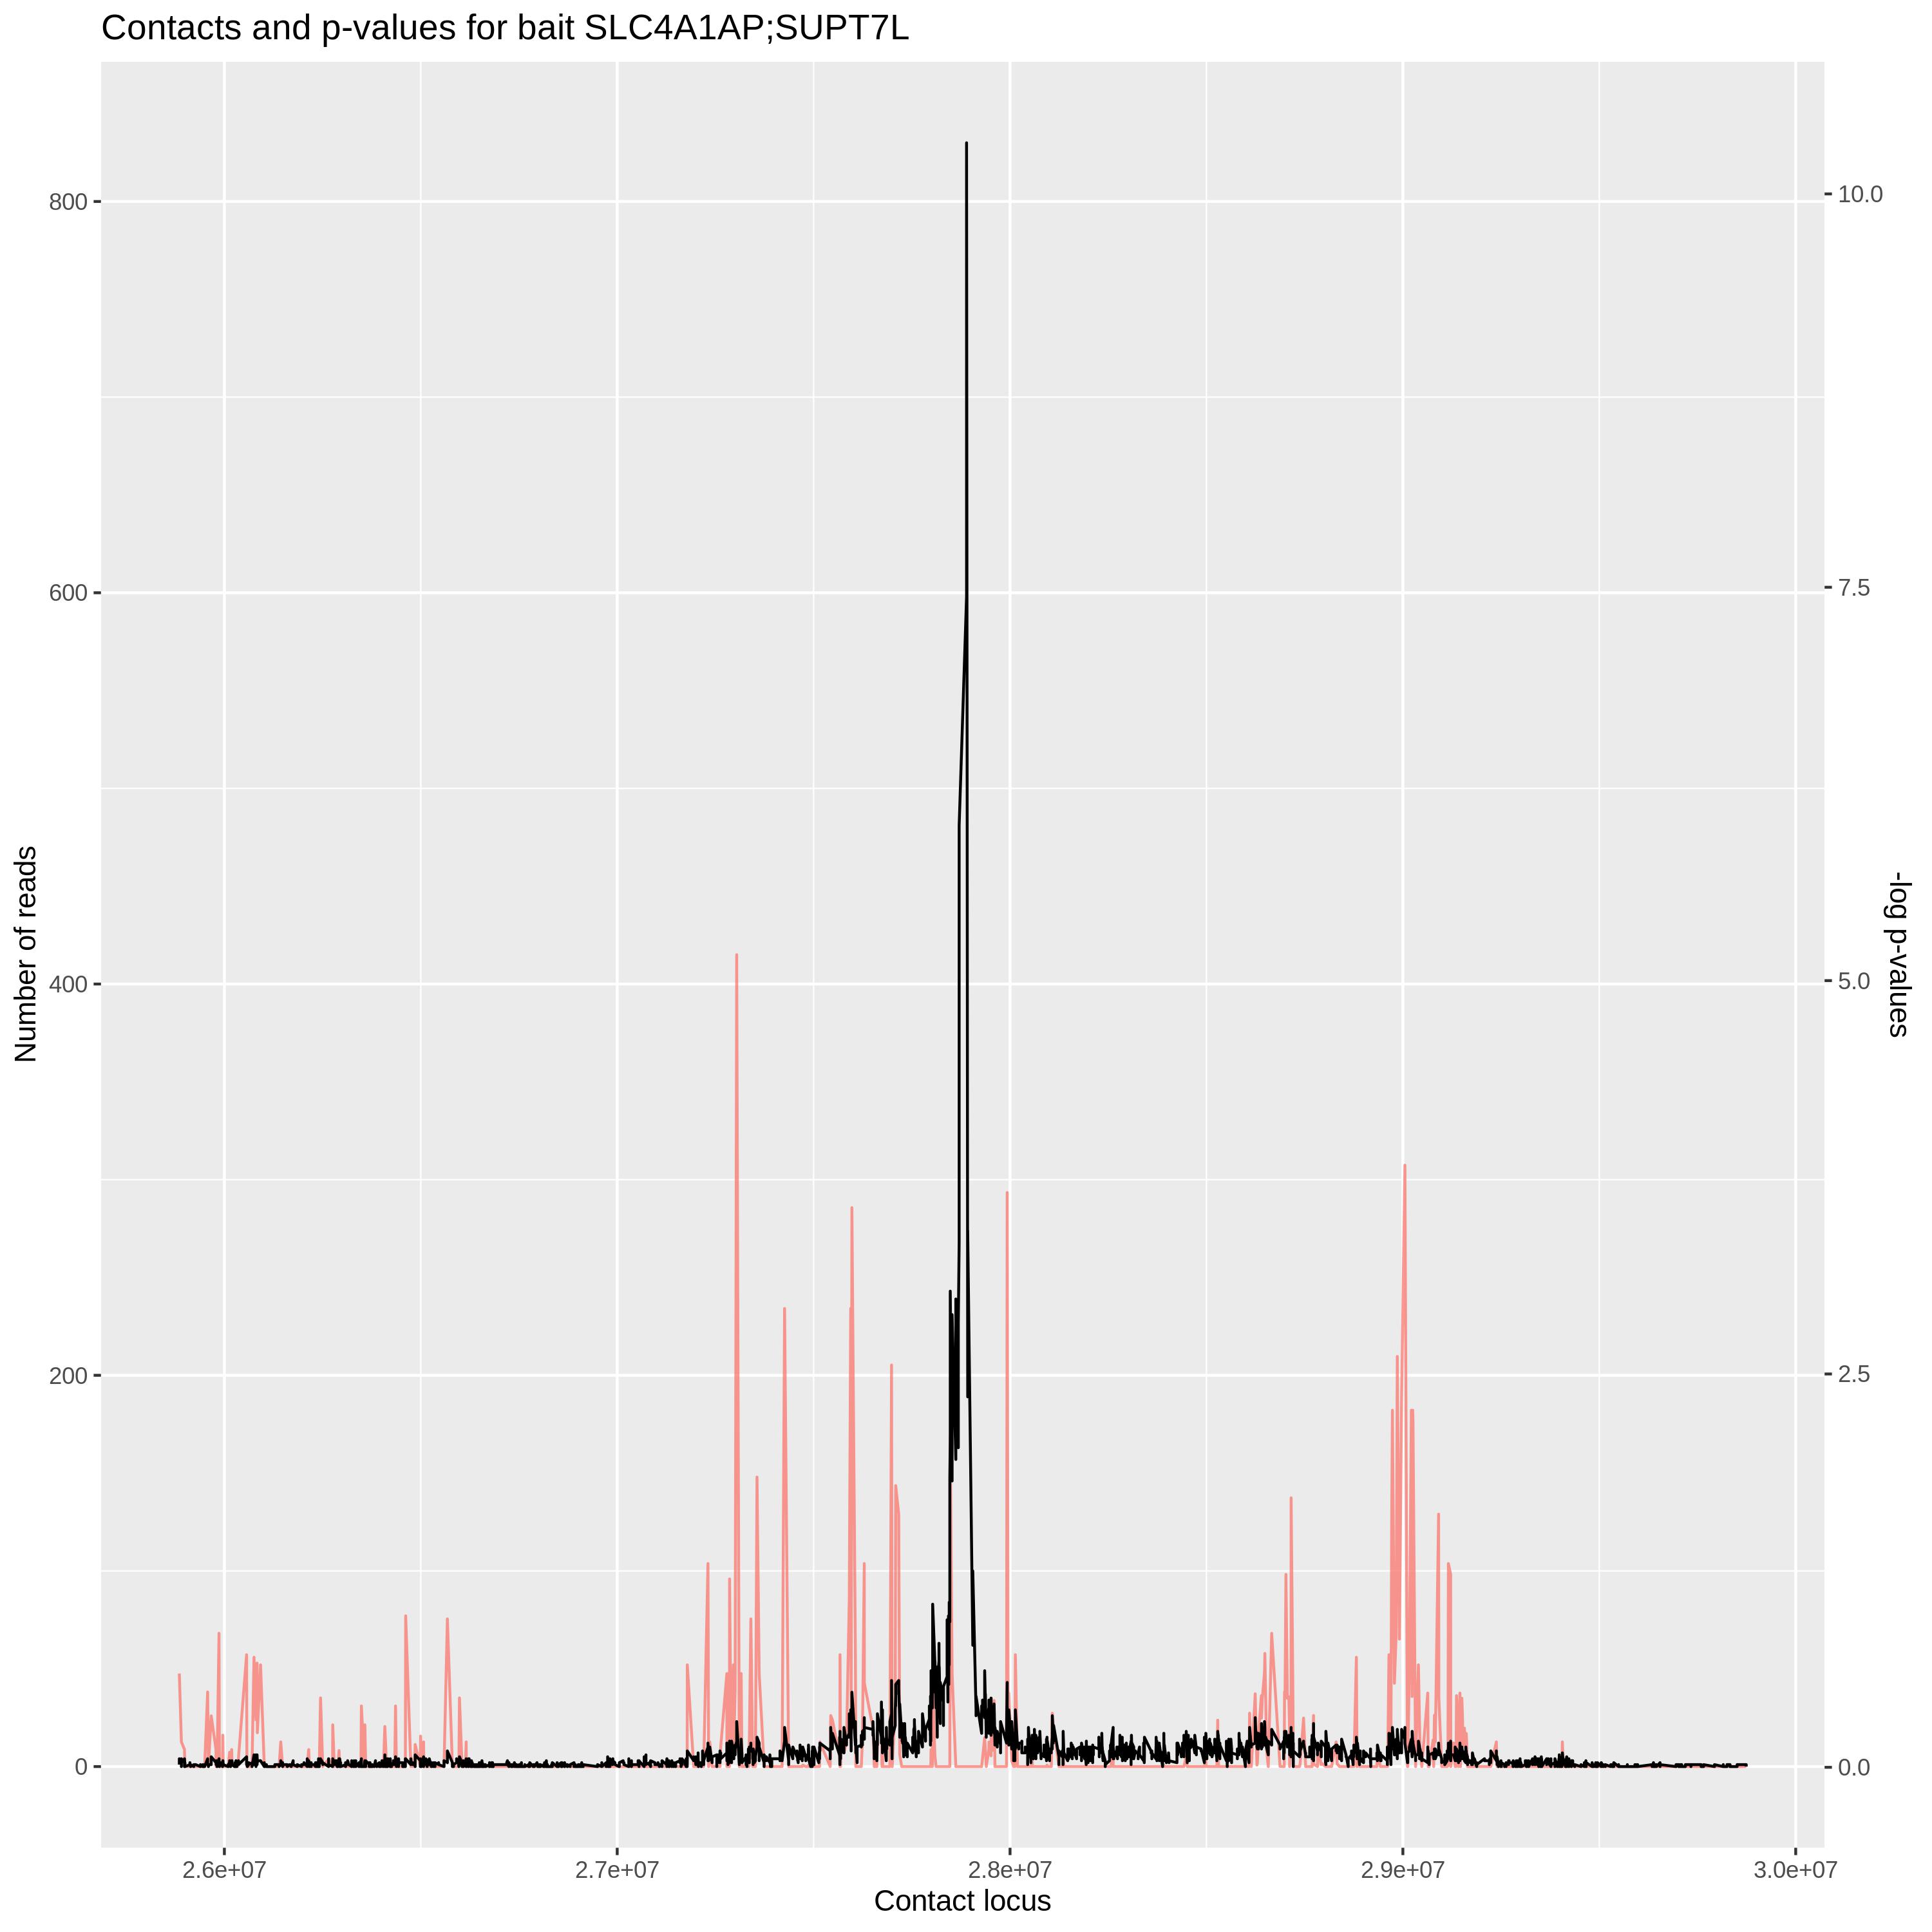 Contacts and p-values for bait SLC4A1AP;SUPT7L
Number of reads
800
600
400
200
0
10.0
7.5
5.0
2.5
0.0
-log p-values
2.6e+07 2.7e+07 2.8e+07 2.9e+07 3.0e+07
Contact locus